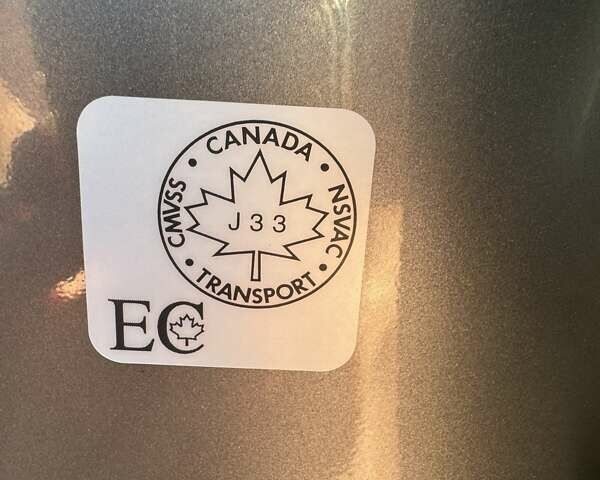 CANADA
CMVSS
NSVAC
J33
TRANSPORT
EC